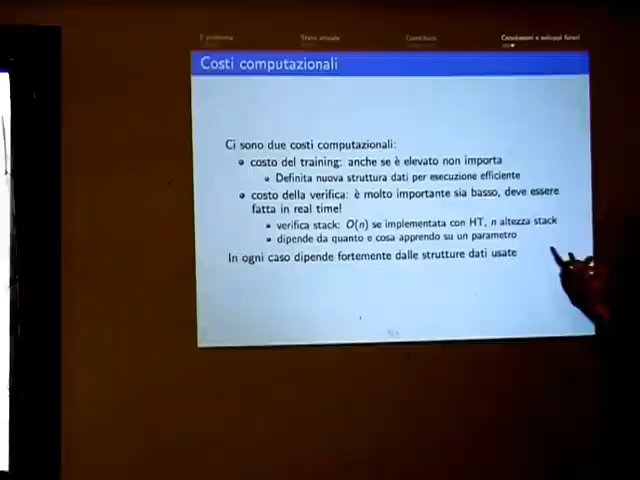 Il problema Stato attuale Contributo Conclusioni e sviluppi futuri
Costi computazionali
Ci sono due costi computazionali:
costo del training: anche se è elevato non importa
Definita nuova struttura dati per esecuzione efficiente
costo della verifica: è molto importante sia basso, deve essere
fatta in real time!
verifica stack: O(n) se implementata con HT, n altezza stack
dipende da quanto e cosa apprendo su un parametro
In ogni caso dipende fortemente dalle strutture dati usate